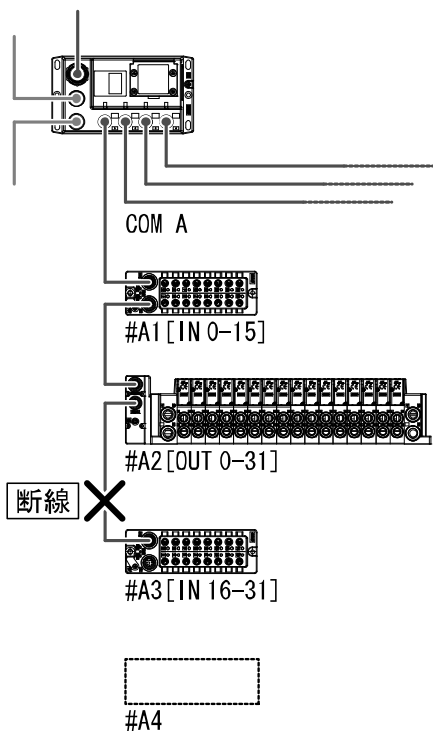 COM A
#A1[IN 0-15]
#A2[OUT 0-31]
断線
#A3[IN 16-31]
#A4